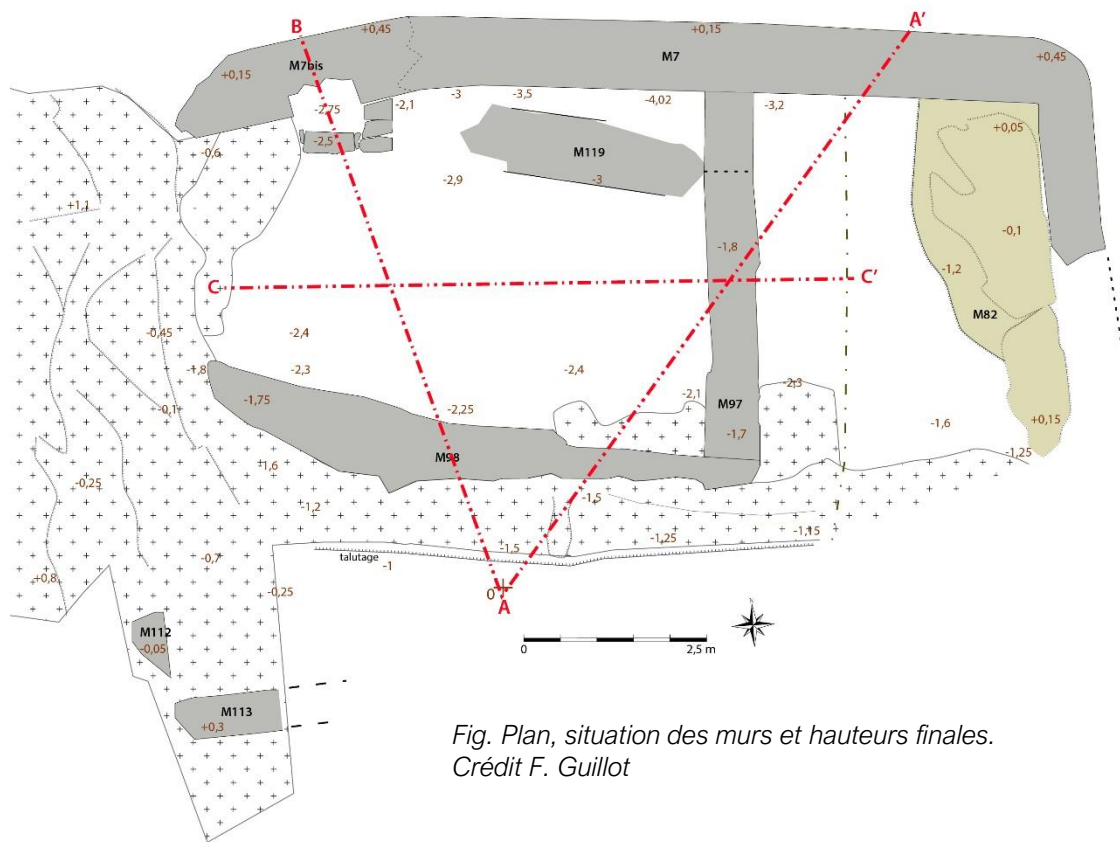 B
A'
+0,45
+0,15
M7
+0,45
M7bis
+0,15
-2,75
-2,1
-3
-3,5
-4,02
-3,2
+0,05
-2,5
-0,6
M119
-2,9
-3
+1,1
-0,1
-1,8
-1,2
C
C'
M82
-0,45
-2,4
-1,8
-2,3
-2,4
-2,3
-1,75
-2,1
-0,1
-2,25
M97
+0,15
-1,6
-1,7
M98
-1,6
-1,25
-0,25
-1,5
-1,2
-1,15
-1,25
-1,5
-0,7
talutage
-1
+0,8
-0,25
0
A
M112
-0,05
0 2,5 m
M113
+0,3
Fig. Plan, situation des murs et hauteurs finales.
Crédit F. Guillot